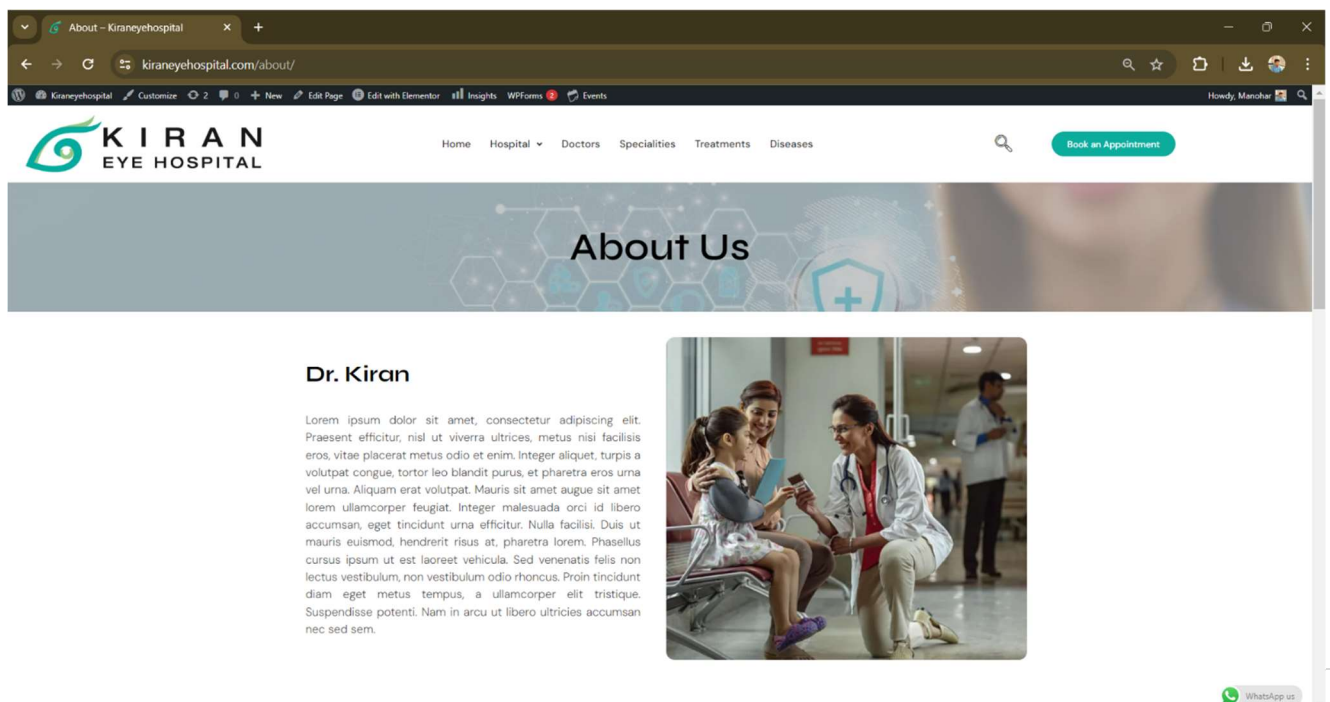 About – Kiraneyehospital
kiraneyehospital.com/about/
Kiraneyehospital Customize 2 0 New Edit Page Edit with Elementor Insights WPForms 2 Events Howdy, Manohar
KIRAN
EYE HOSPITAL
Home Hospital Doctors Specialities Treatments Diseases
Book an Appointment
About Us
Dr. Kiran
Lorem ipsum dolor sit amet, consectetur adipiscing elit.
Praesent efficitur, nisl ut viverra ultrices, metus nisi facilisis
eros, vitae placerat metus odio et enim. Integer aliquet, turpis a
volutpat congue, tortor leo blandit purus, et pharetra eros urna
vel urna. Aliquam erat volutpat. Mauris sit amet augue sit amet
lorem ullamcorper feugiat. Integer malesuada orci id libero
accumsan, eget tincidunt urna efficitur. Nulla facilisi. Duis ut
mauris euismod, hendrerit risus at, pharetra lorem. Phasellus
cursus ipsum ut est laoreet vehicula. Sed venenatis felis non
lectus vestibulum, non vestibulum odio rhoncus. Proin tincidunt
diam eget metus tempus, a ullamcorper elit tristique.
Suspendisse potenti. Nam in arcu ut libero ultricies accumsan
nec sed sem.
WhatsApp us